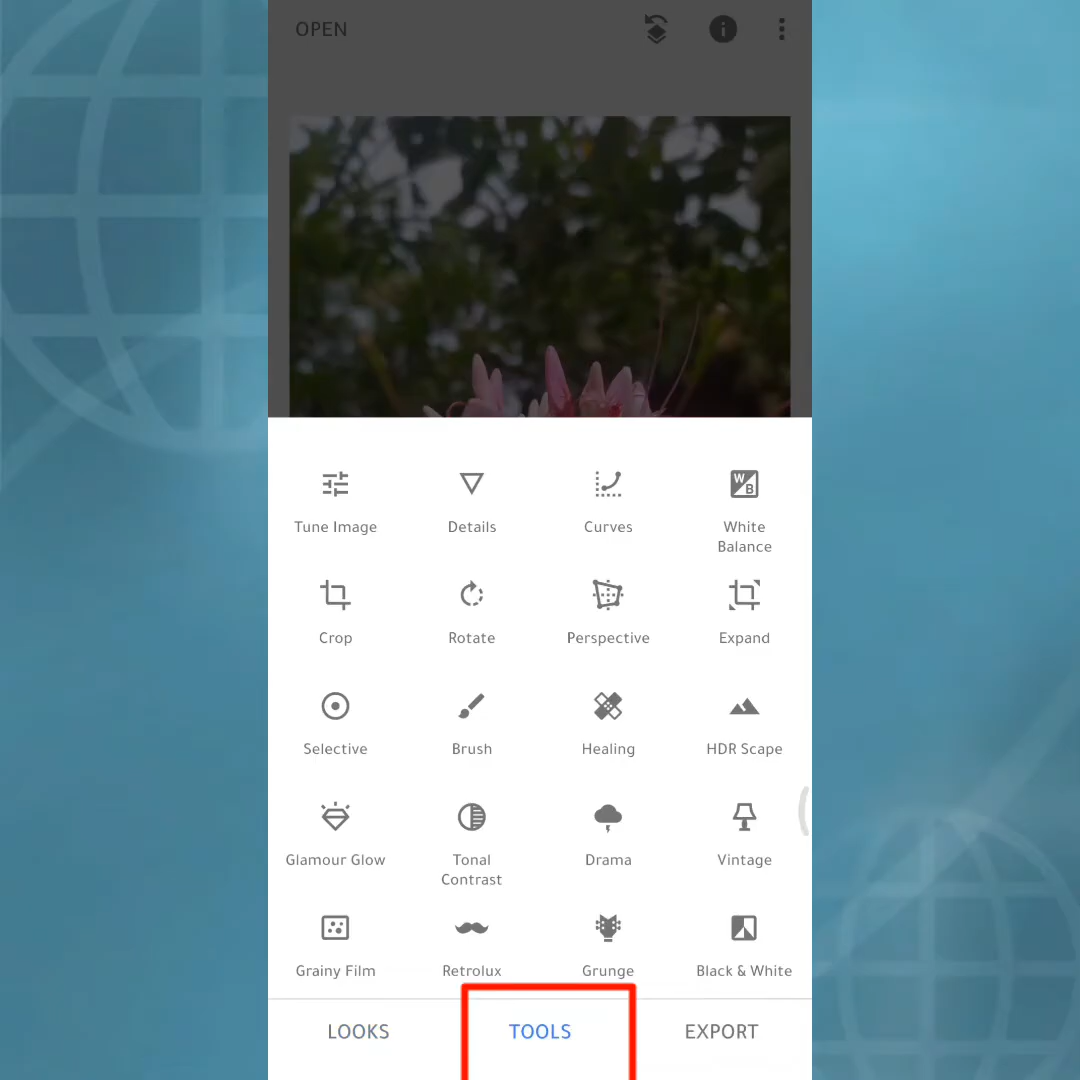 OPEN
Tune Image
Details
Curves
White
Balance
Crop
Rotate
Perspective
Expand
Selective
Brush
Healing
HDR Scape
Glamour Glow
Tonal
Contrast
Drama
Vintage
Grainy Film
Retrolux
Grunge
Black & White
LOOKS
TOOLS
EXPORT